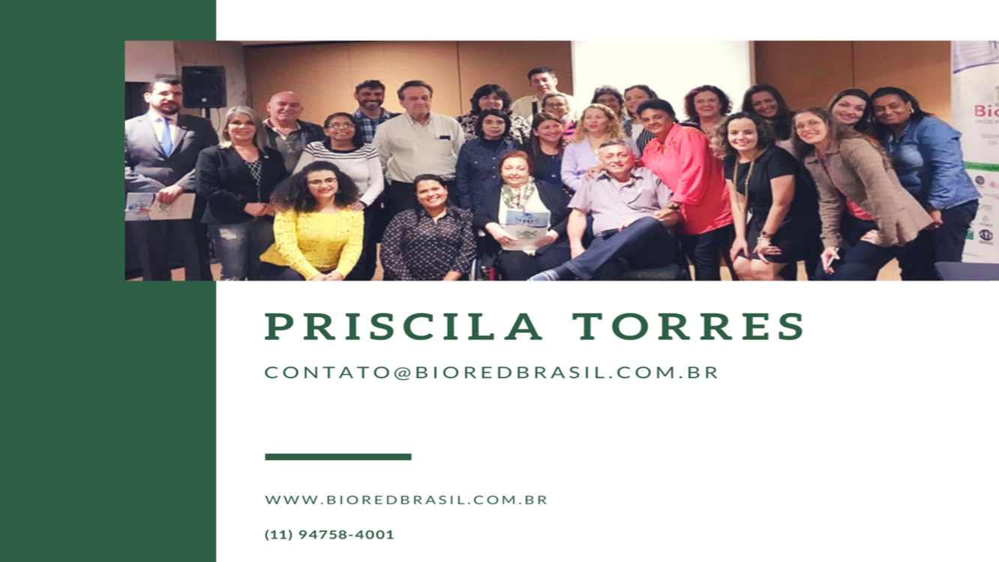 PRISCILA TORRES
CONTATO@BIOREDBRASIL.COM.BR
WWW.BIOREDBRASIL.COM.BR
(11) 94758-4001